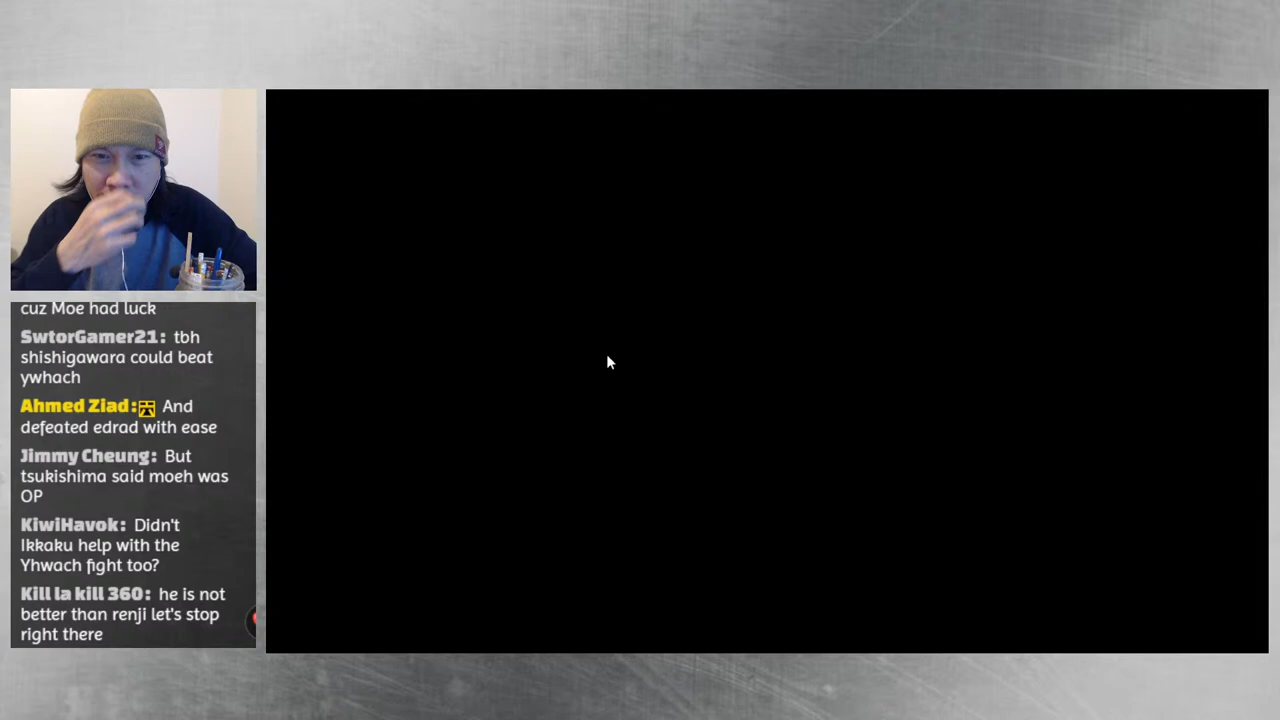 cuz Moe had luck
SwtorGamer21: tbh
shishigawara could beat
ywhach
Ahmed Ziad: And
defeated edrad with ease
Jimmy Cheung: But
tsukishima said moeh was
OP
KiwiHavok: Didn't
Ikkaku help with the
Yhwach fight too?
Kill la kill 360: he is not
better than renji let's stop
right there